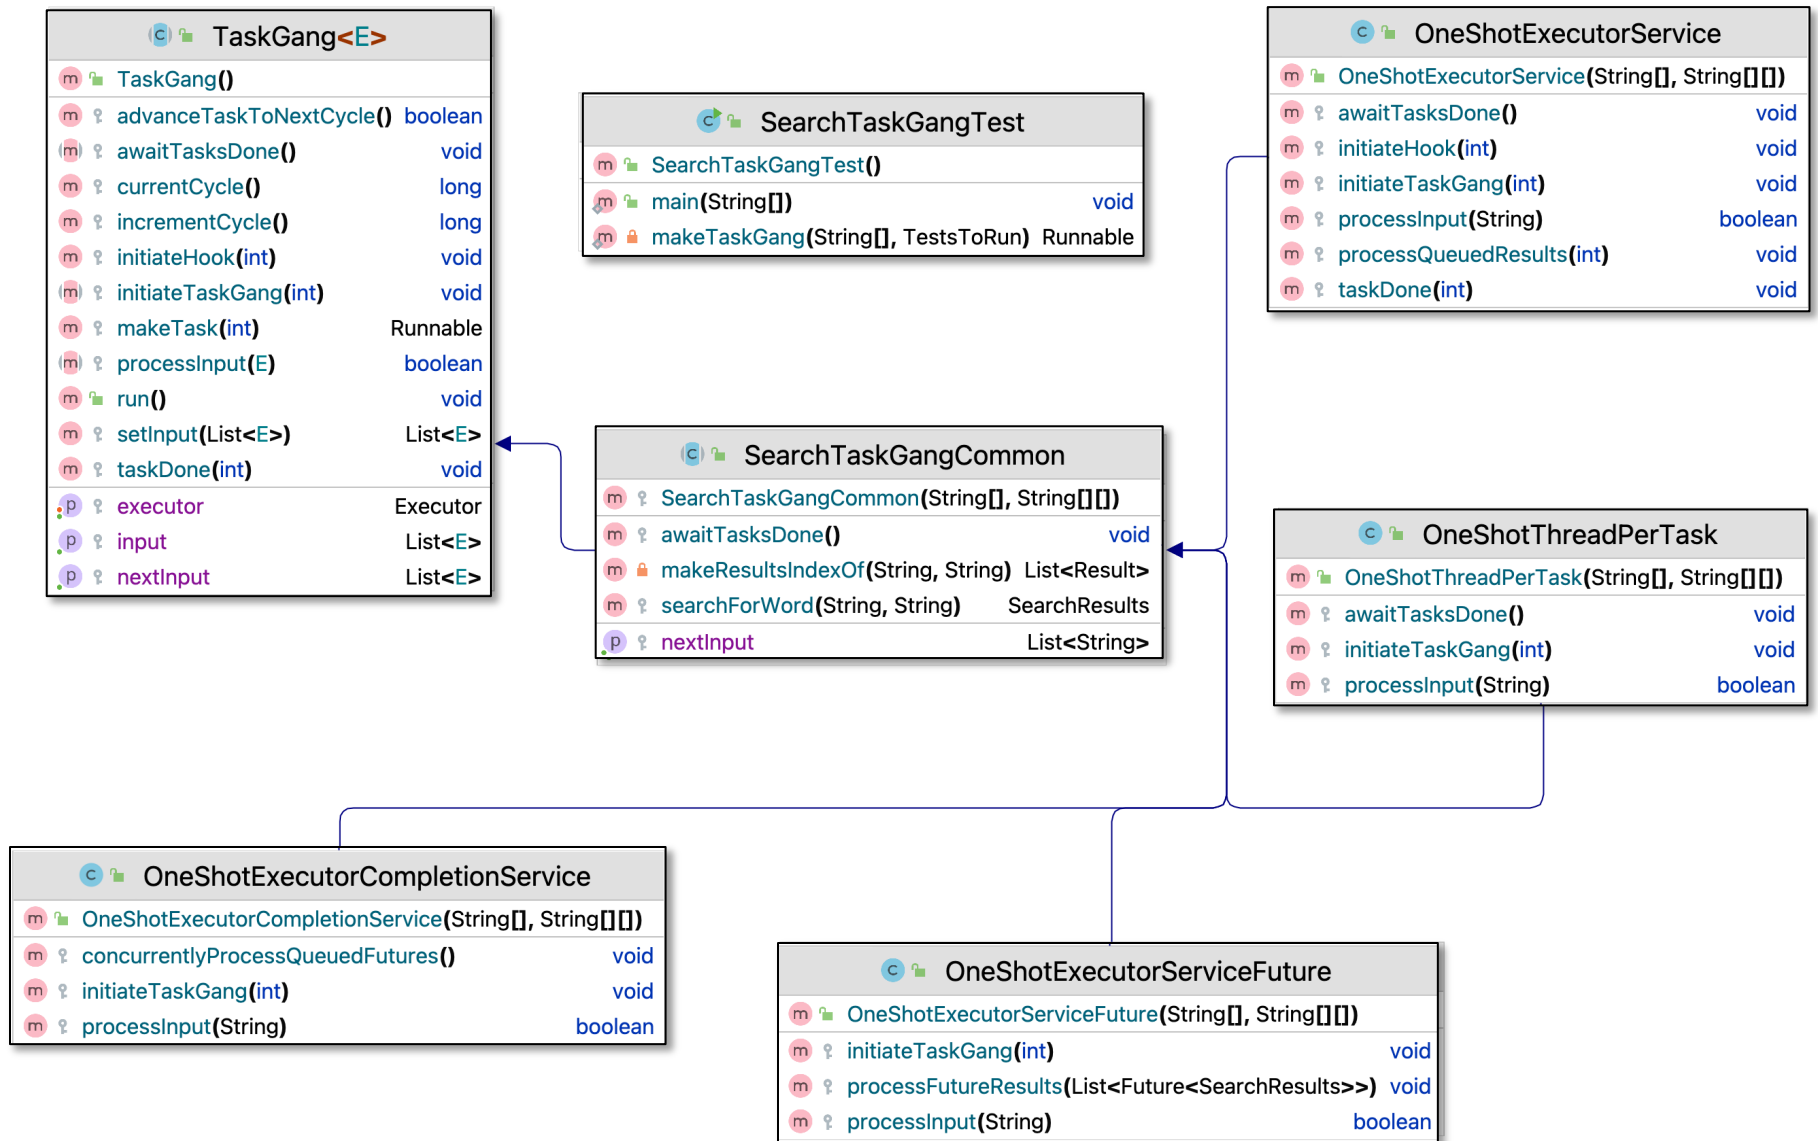 TaskGang<E>
TaskGang()
advanceTaskToNextCycle() boolean
awaitTasksDone() void
currentCycle() long
incrementCycle() long
initiateHook(int) void
initiateTaskGang(int) void
makeTask(int) Runnable
processInput(E) boolean
run() void
setInput(List<E>) List<E>
taskDone(int) void
executor Executor
input List<E>
nextInput List<E>
SearchTaskGangTest
SearchTaskGangTest()
main(String[]) void
makeTaskGang(String[], TestsToRun) Runnable
OneShotExecutorService
OneShotExecutorService(String[], String[][])
awaitTasksDone() void
initiateHook(int) void
initiateTaskGang(int) void
processInput(String) boolean
processQueuedResults(int) void
taskDone(int) void
SearchTaskGangCommon
SearchTaskGangCommon(String[], String[][])
awaitTasksDone() void
makeResultsIndexOf(String, String) List<Result>
searchForWord(String, String) SearchResults
nextInput List<String>
OneShotThreadPerTask
OneShotThreadPerTask(String[], String[][])
awaitTasksDone() void
initiateTaskGang(int) void
processInput(String) boolean
OneShotExecutorCompletionService
OneShotExecutorCompletionService(String[], String[][])
concurrentlyProcessQueuedFutures() void
initiateTaskGang(int) void
processInput(String) boolean
OneShotExecutorServiceFuture
OneShotExecutorServiceFuture(String[], String[][])
initiateTaskGang(int) void
processFutureResults(List<Future<SearchResults>>) void
processInput(String) boolean